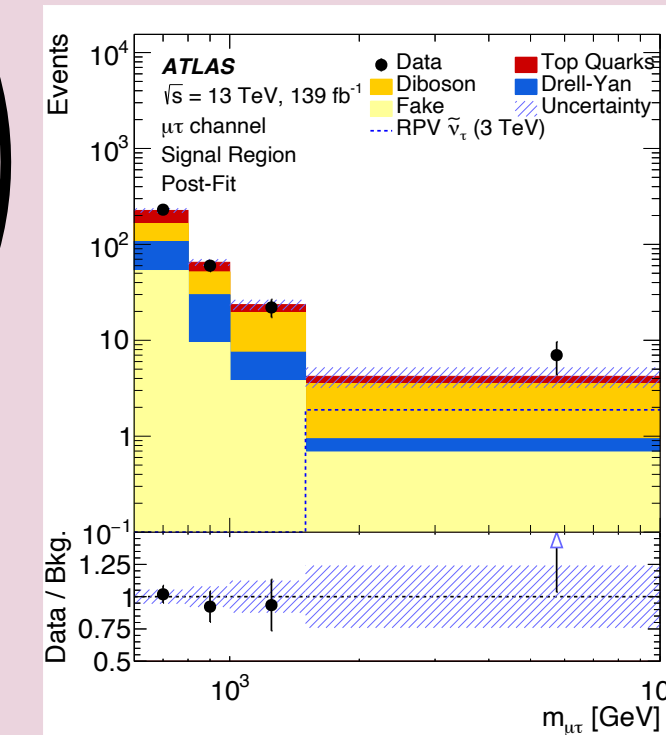 Events
10⁴
10³
10²
10
1
10⁻¹
ATLAS
√s = 13 TeV, 139 fb⁻¹
μτ channel
Signal Region
Post-Fit
Data
Diboson
Fake
RPV ν̃τ (3 TeV)
Top Quarks
Drell-Yan
Uncertainty
Data / Bkg.
1.25
1
0.75
0.5
10³
10
mμτ [GeV]